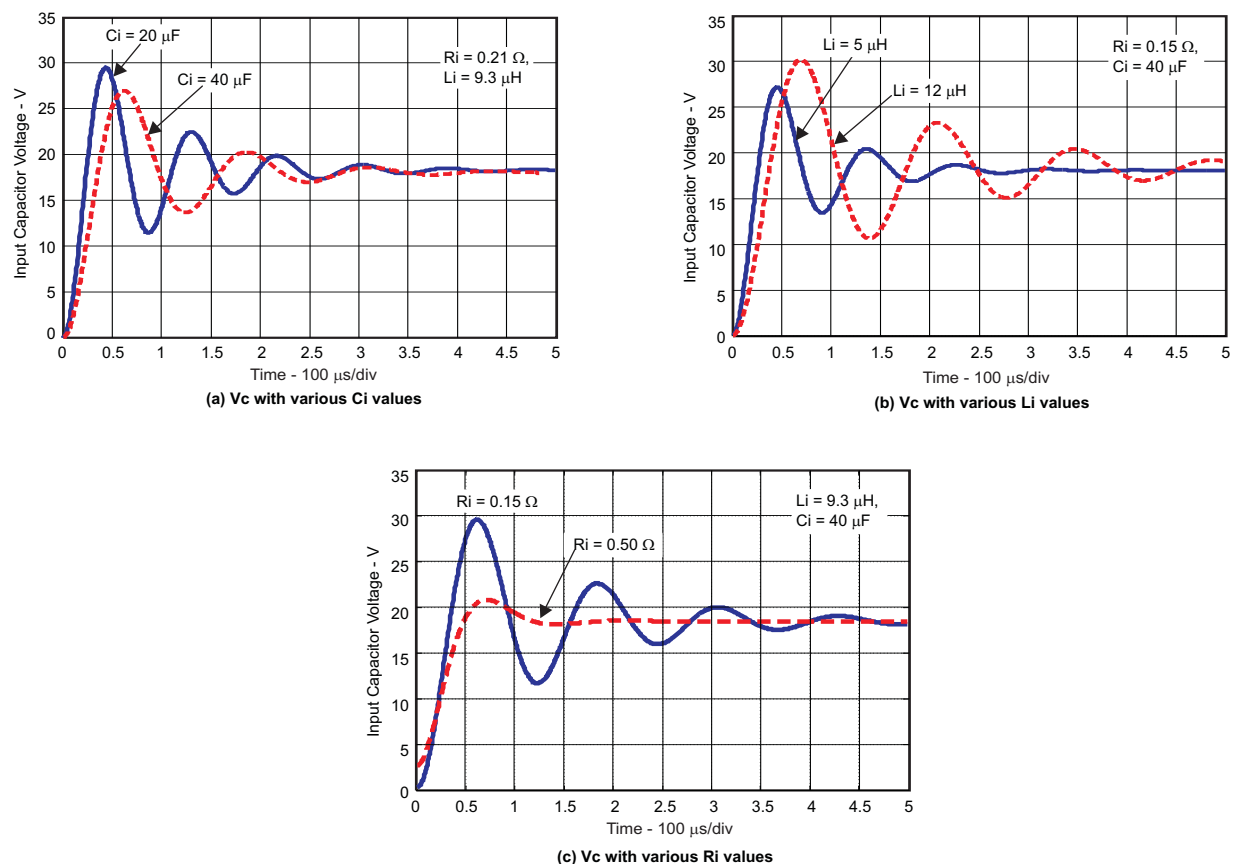 35
30
25
20
15
10
5
0
Input Capacitor Voltage - V
Ci = 20 μF
Ci = 40 μF
Ri = 0.21 Ω,
Li = 9.3 μH
0 0.5 1 1.5 2 2.5 3 3.5 4 4.5 5
Time - 100 μs/div
(a) Vc with various Ci values
35
30
25
20
15
10
5
0
Input Capacitor Voltage - V
Li = 5 μH
Li = 12 μH
Ri = 0.15 Ω,
Ci = 40 μF
0 0.5 1 1.5 2 2.5 3 3.5 4 4.5 5
Time - 100 μs/div
(b) Vc with various Li values
35
30
25
20
15
10
5
0
Input Capacitor Voltage - V
Ri = 0.15 Ω
Ri = 0.50 Ω
Li = 9.3 μH,
Ci = 40 μF
0 0.5 1 1.5 2 2.5 3 3.5 4 4.5 5
Time - 100 μs/div
(c) Vc with various Ri values